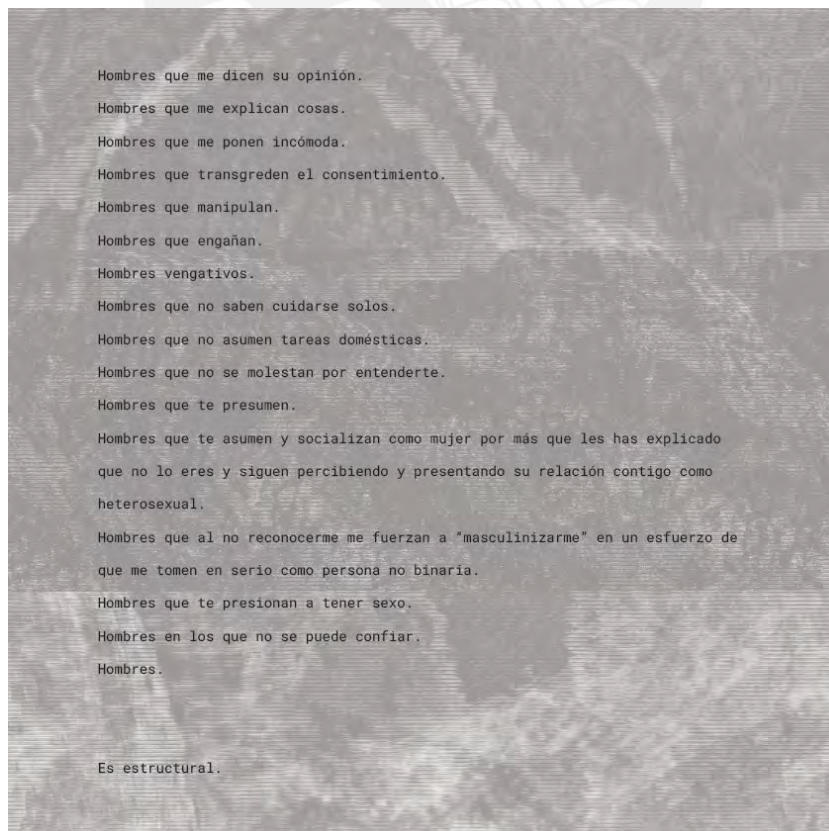 Hombres que me dicen su opinión.
Hombres que me explican cosas.
Hombres que me ponen incómoda.
Hombres que transgreden el consentimiento.
Hombres que manipulan.
Hombres que engañan.
Hombres vengativos.
Hombres que no saben cuidarse solos.
Hombres que no asumen tareas domésticas.
Hombres que no se molestan por entenderte.
Hombres que te presumen.
Hombres que te asumen y socializan como mujer por más que les has explicado
que no lo eres y siguen percibiendo y presentando su relación contigo como
heterosexual.
Hombres que al no reconocerme me fuerzan a "masculinizarme" en un esfuerzo de
que me tomen en serio como persona no binaria.
Hombres que te presionan a tener sexo.
Hombres en los que no se puede confiar.
Hombres.
Es estructural.